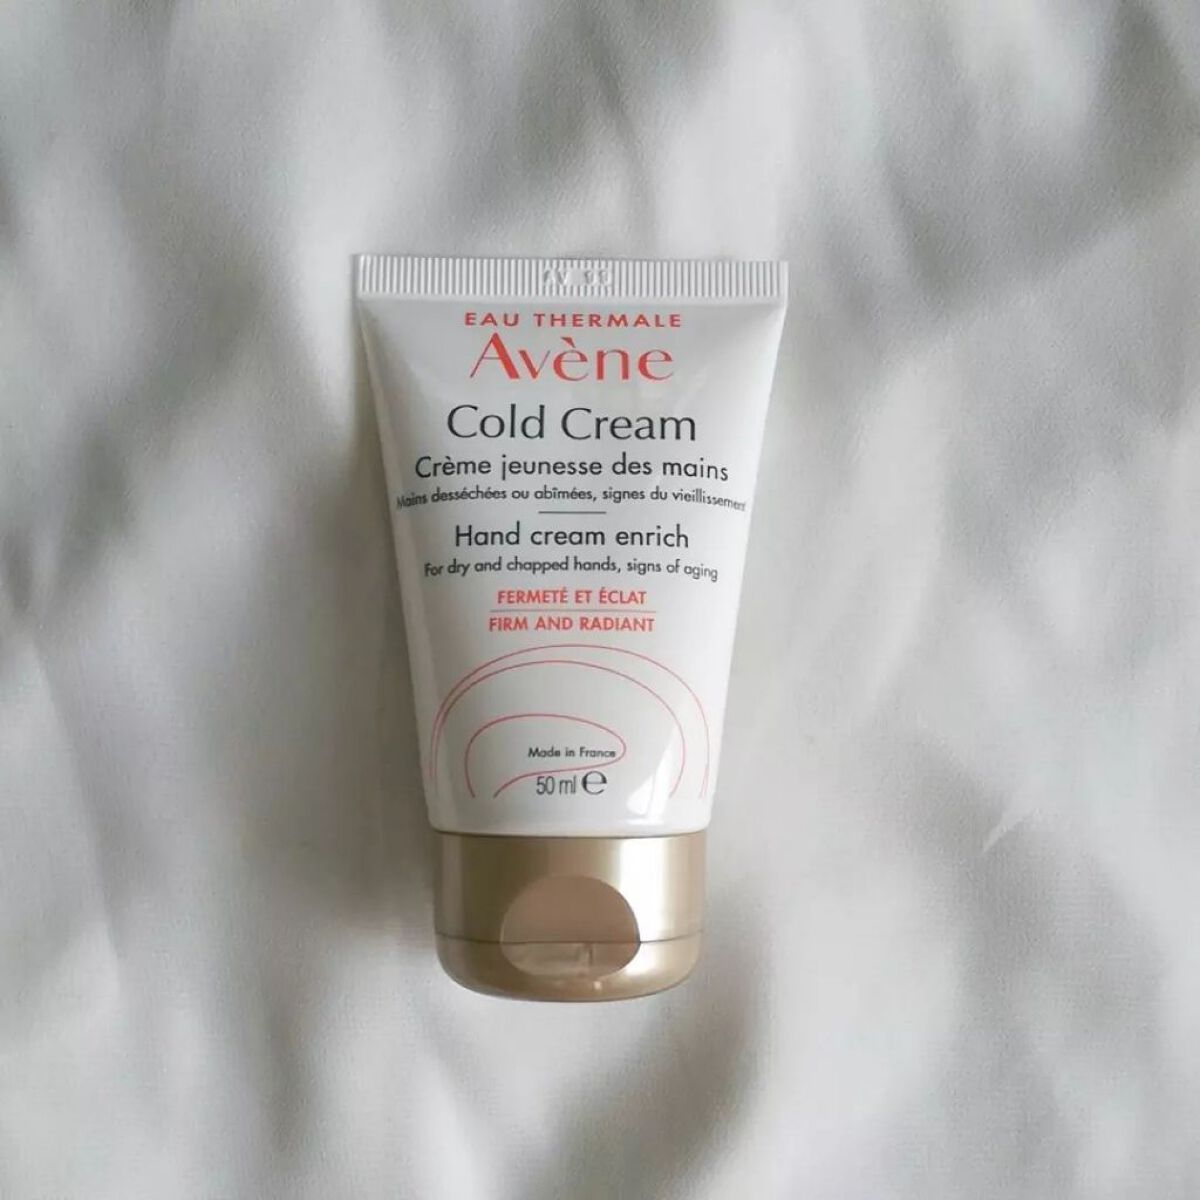 EAU THERMALE
Avène
Cold Cream
Crème jeunesse des mains
Mains desséchées ou abîmées, signes du vieillissement
Hand cream enrich
For dry and chapped hands, signs of aging
FERMETÉ ET ÉCLAT
FIRM AND RADIANT
Made in France
50 ml ℮